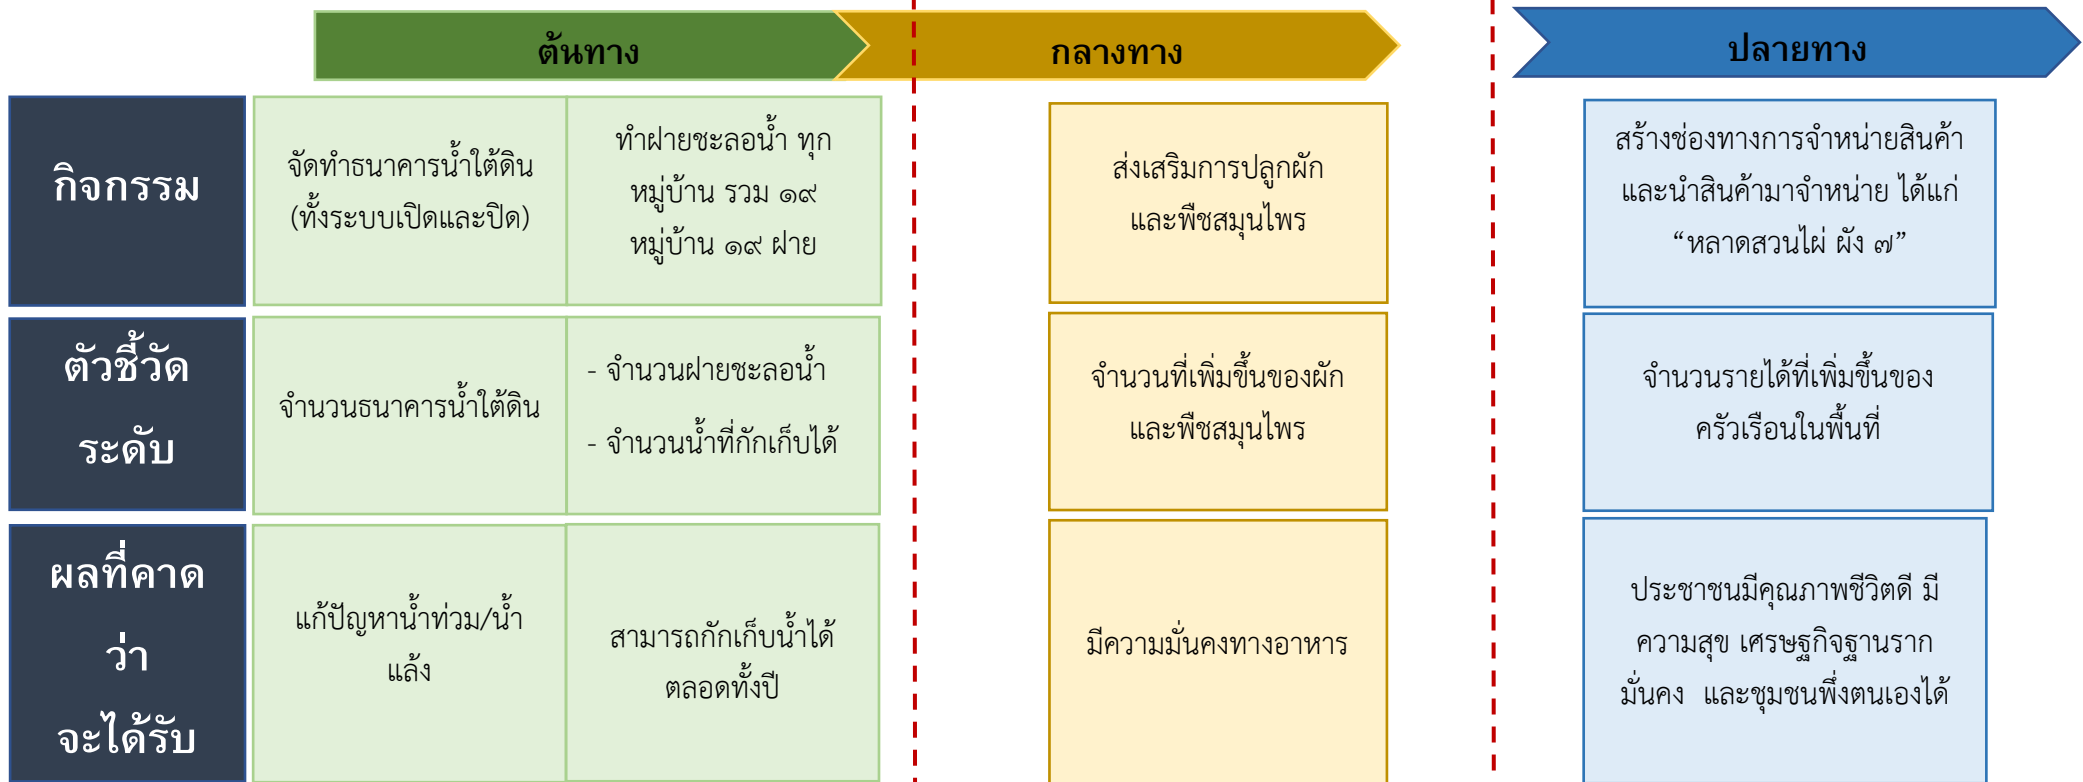 ต้นทาง
กลางทาง
ปลายทาง
กิจกรรม
จัดทำธนาคารน้ำใต้ดิน
(ทั้งระบบเปิดและปิด)
ทำฝายชะลอน้ำ ทุก
หมู่บ้าน รวม ๑๙
หมู่บ้าน ๑๙ ฝาย
ส่งเสริมการปลูกผัก
และพืชสมุนไพร
สร้างช่องทางการจำหน่ายสินค้า
และนำสินค้ามาจำหน่าย ได้แก่
“หลาดสวนไผ่ ผัง ๗”
ตัวชี้วัด
ระดับ
จำนวนธนาคารน้ำใต้ดิน
- จำนวนฝายชะลอน้ำ
- จำนวนน้ำที่กักเก็บได้
จำนวนที่เพิ่มขึ้นของผัก
และพืชสมุนไพร
จำนวนรายได้ที่เพิ่มขึ้นของ
ครัวเรือนในพื้นที่
ผลที่คาด
ว่า
จะได้รับ
แก้ปัญหาน้ำท่วม/น้ำ
แล้ง
สามารถกักเก็บน้ำได้
ตลอดทั้งปี
มีความมั่นคงทางอาหาร
ประชาชนมีคุณภาพชีวิตดี มี
ความสุข เศรษฐกิจฐานราก
มั่นคง และชุมชนพึ่งตนเองได้